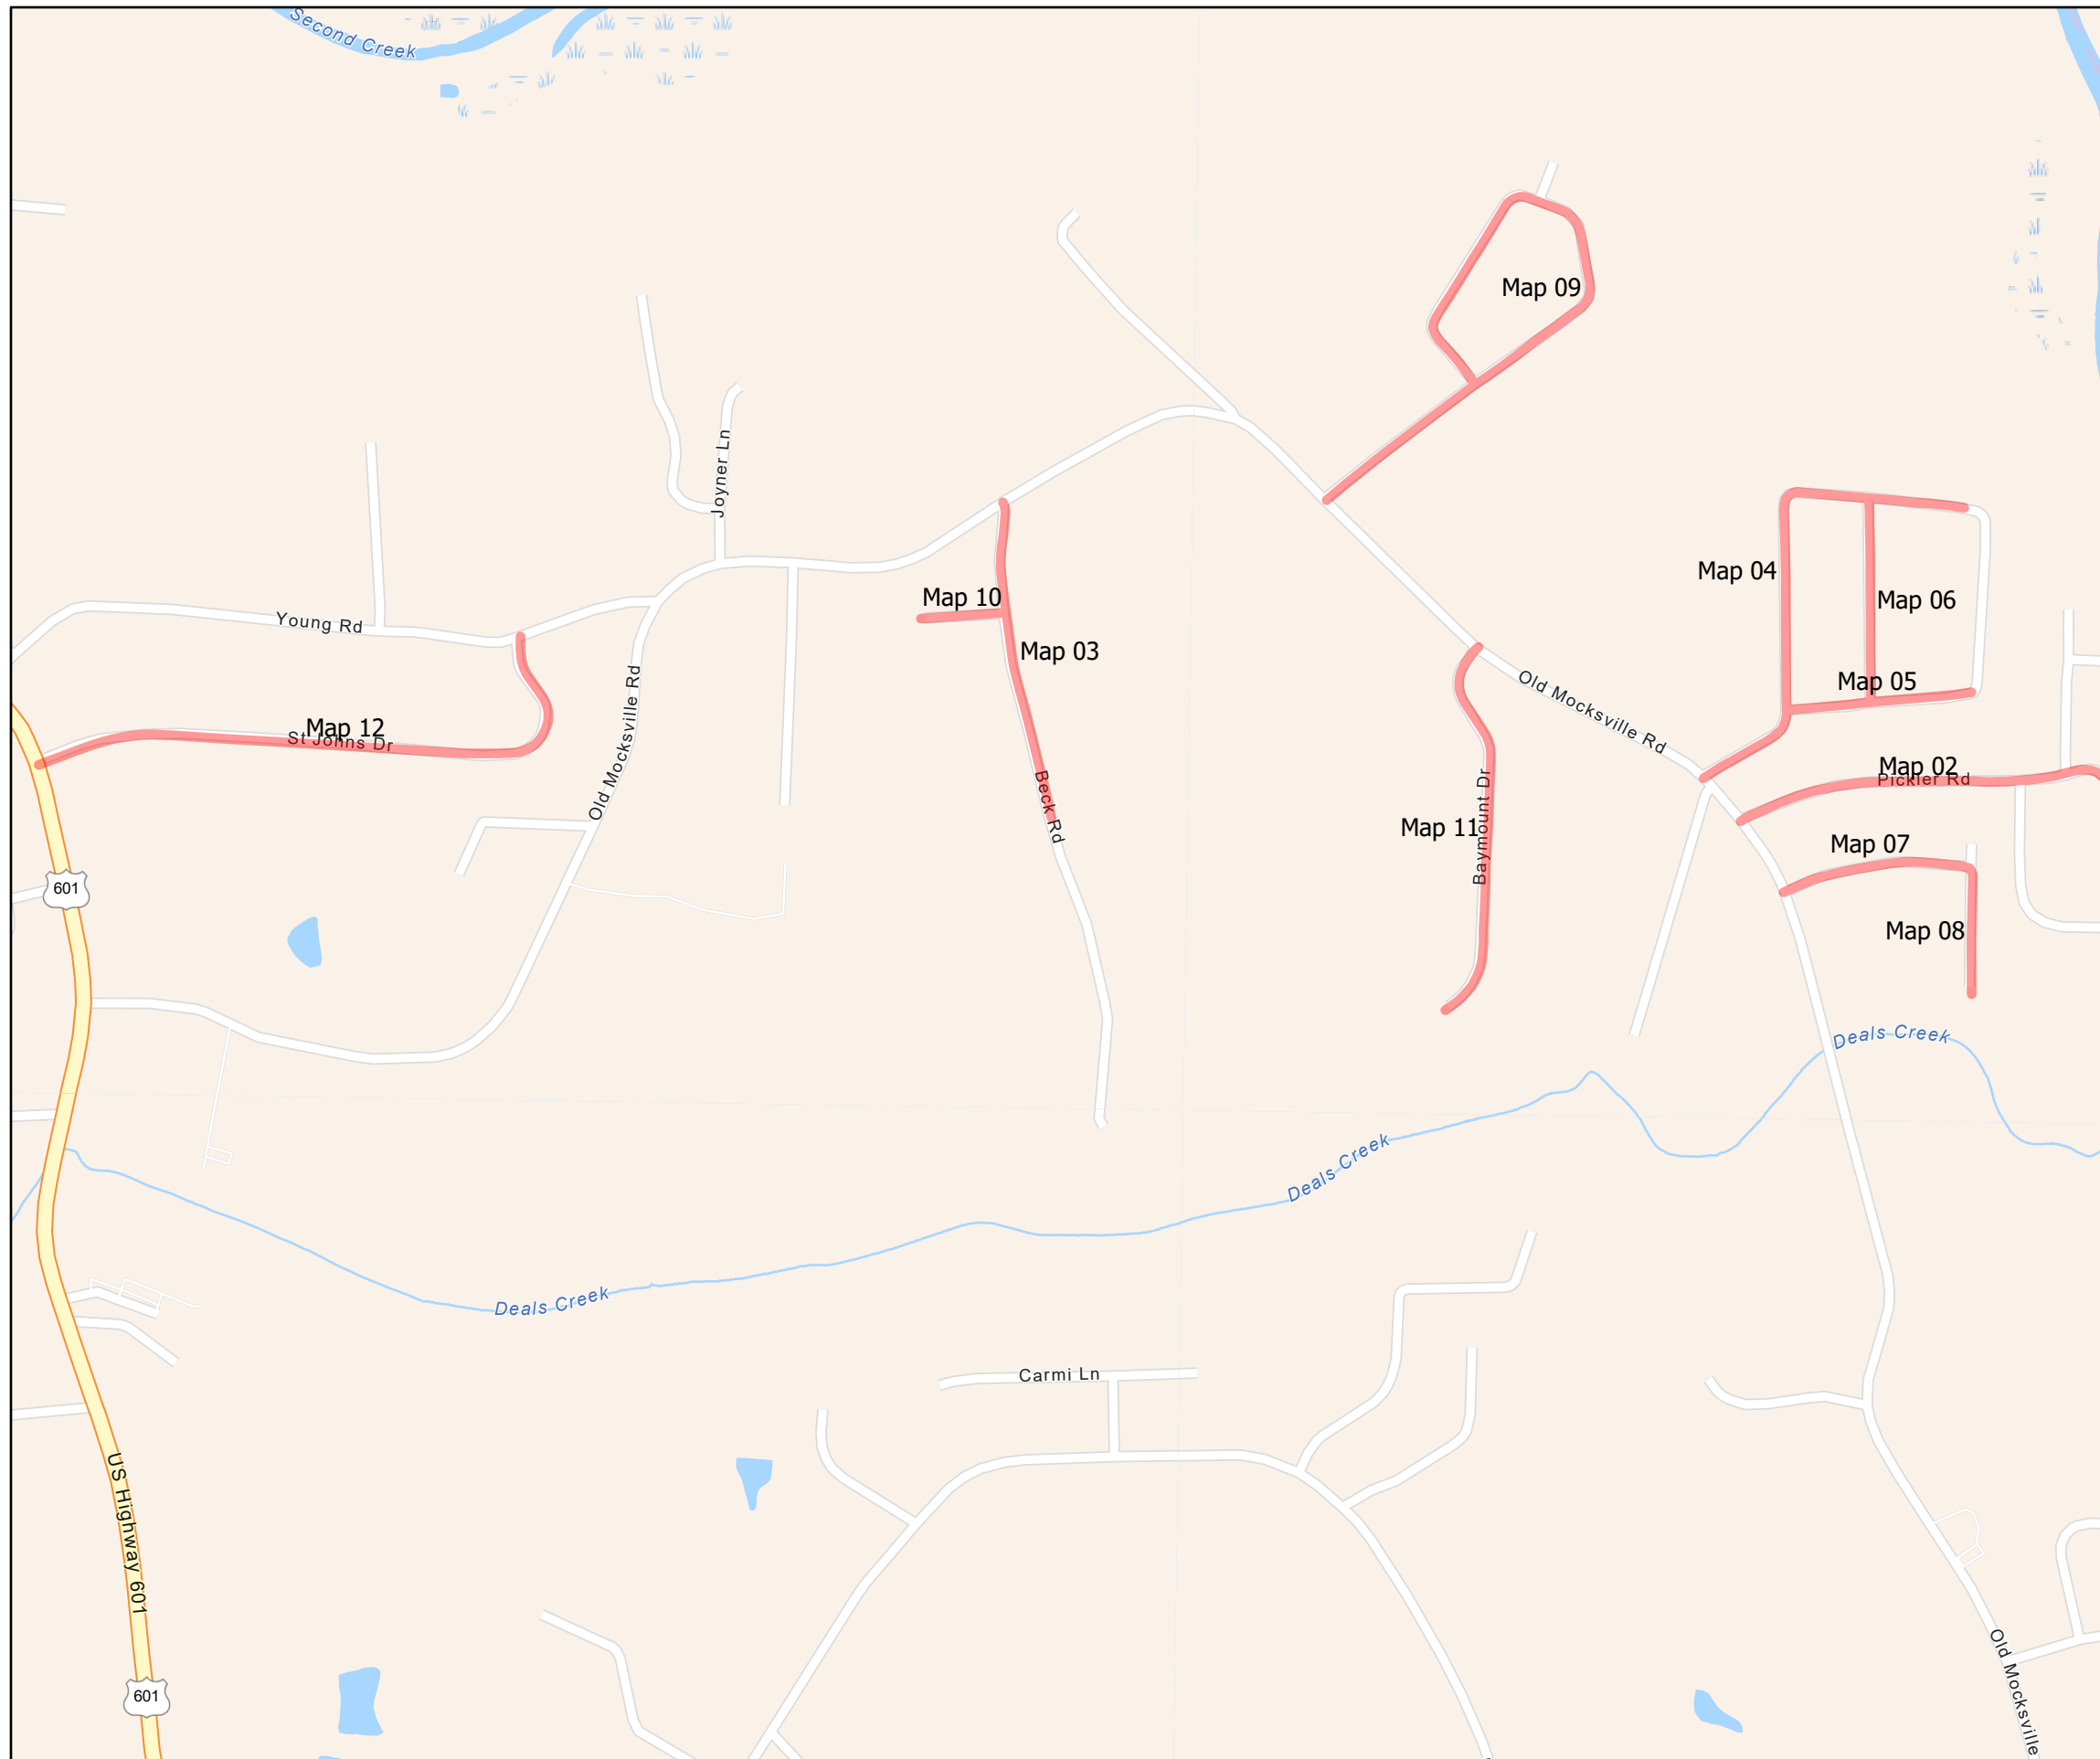 Second Creek
Map 09
Joyner Ln
Map 04
Map 10
Map 06
Young Rd
Map 03
Map 05
Old Mocksville Rd
Old Mocksville Rd
Map 12
St Johns Dr
Map 02
Pickler Rd
Beck Rd
Map 11
Baymount Dr
Map 07
601
Map 08
Deals Creek
Deals Creek
Deals Creek
Carmi Ln
US Highway 601
601
Old Mocksville